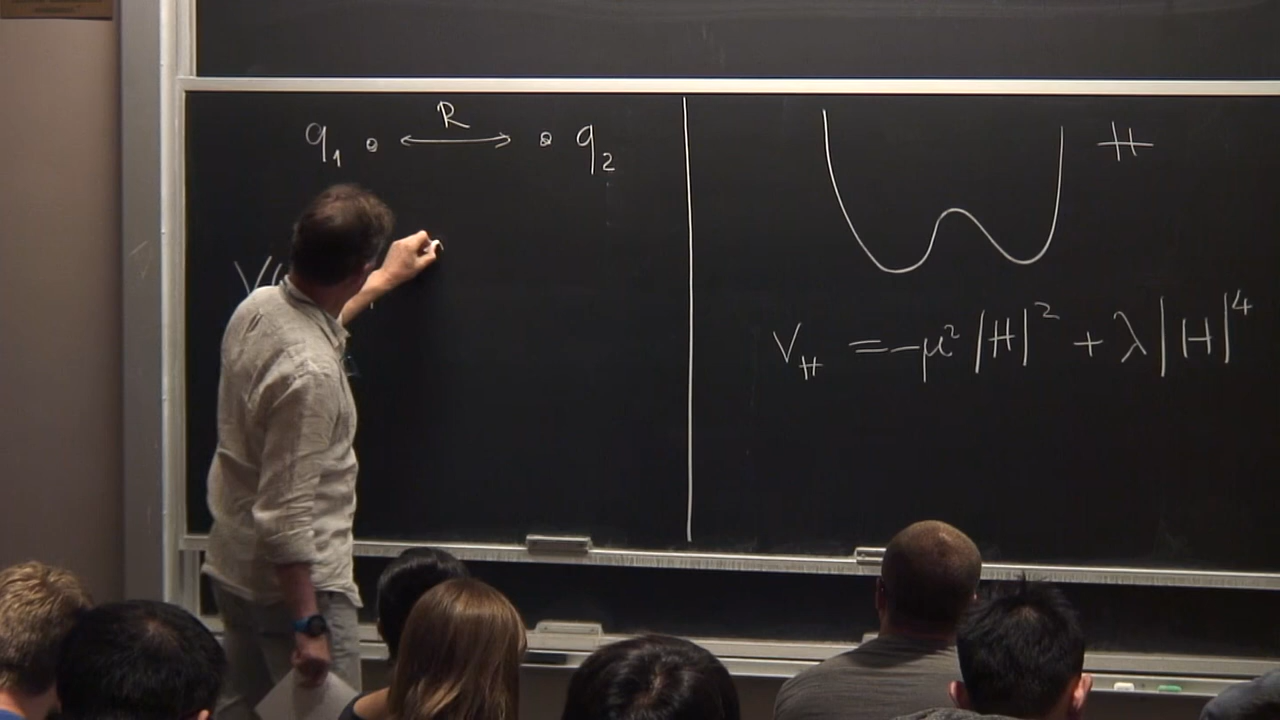 q₁ R q₂
V(
H
V_H = -μ² |H|² + λ|H|⁴